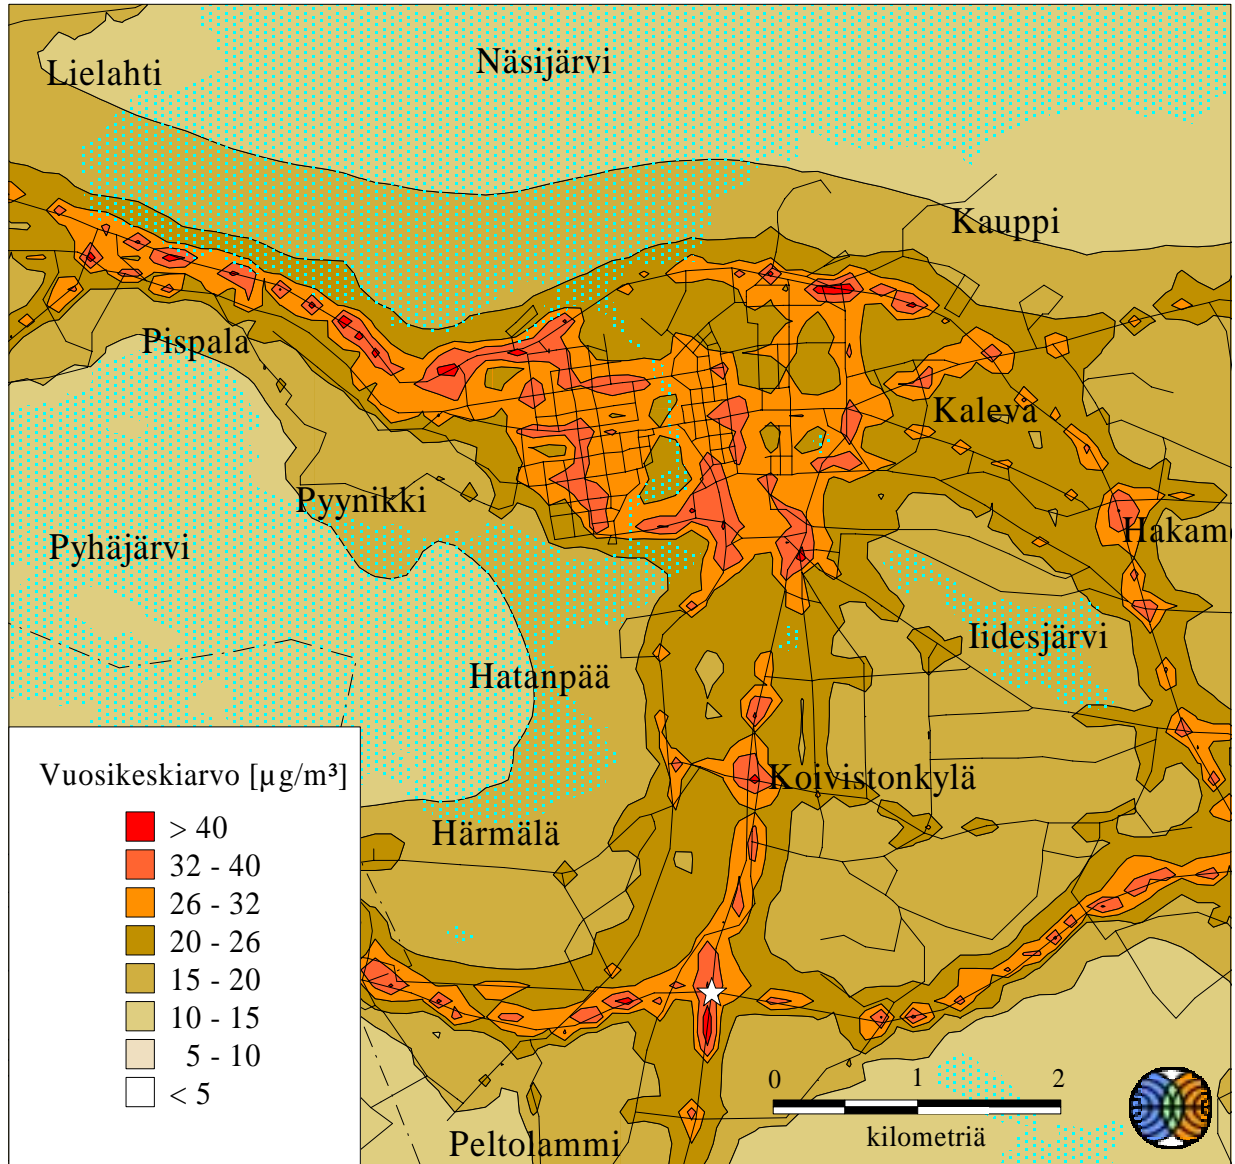 Näsijärvi
Lielahti
Kauppi
Pispala
Kaleva
Pyynikki
Hakam
Pyhäjärvi
Iidesjärvi
Hatanpää
Vuosikeskiarvo [µg/m³]
> 40
32 - 40
26 - 32
20 - 26
15 - 20
10 - 15
5 - 10
< 5
Koivistonkylä
Härmälä
0 1 2
kilometriä
Peltolammi